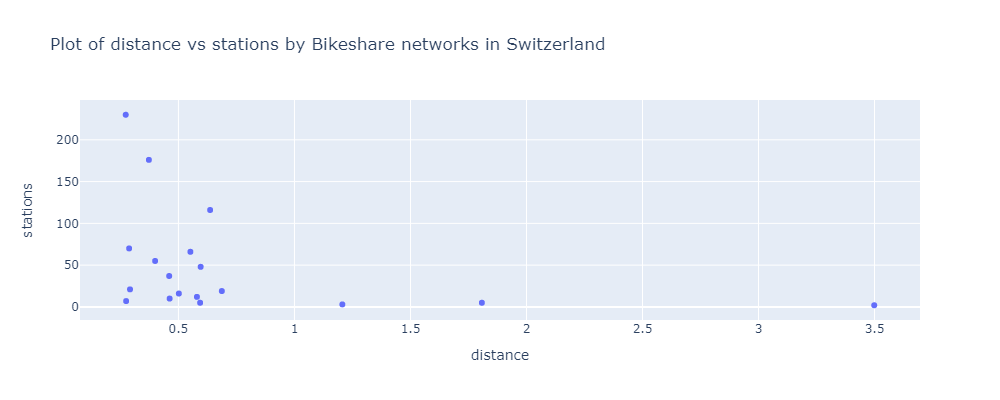 Plot of distance vs stations by Bikeshare networks in Switzerland
stations
200
150
100
50
0
0.5 1 1.5 2 2.5 3 3.5
distance